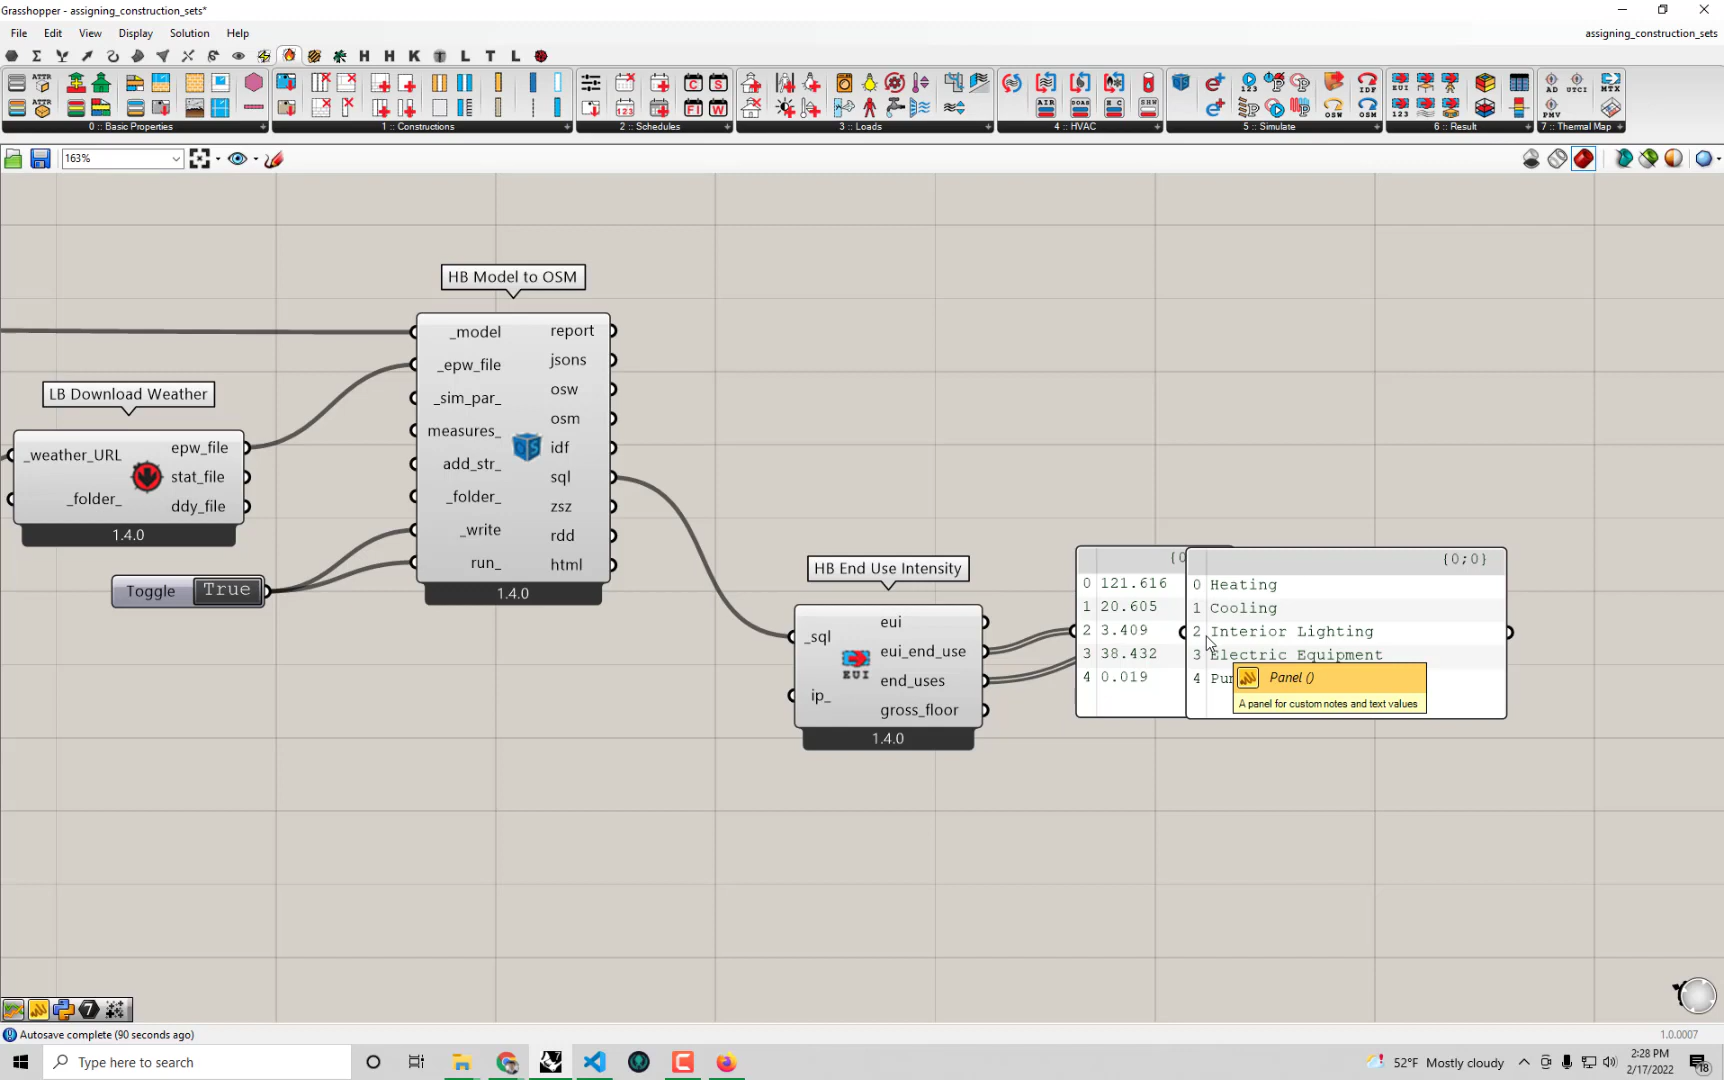 Grasshopper - assigning_construction_sets*
File Edit View Display Solution Help
assigning_construction_sets
H H K L T L
0 :: Basic Properties
1 :: Constructions
2 :: Schedules
3 :: Loads
4 :: HVAC
5 :: Simulate
6 :: Result
7 :: Thermal Map
163%
HB Model to OSM
_model
_epw_file
_sim_par_
measures_
add_str_
_folder_
_write
run_
report
jsons
osw
osm
idf
sql
zsz
rdd
html
1.4.0
LB Download Weather
_weather_URL
_folder_
epw_file
stat_file
ddy_file
1.4.0
Toggle True
HB End Use Intensity
_sql
ip_
eui
eui_end_use
end_uses
gross_floor
EUI
1.4.0
0 121.616
1 20.605
2 3.409
3 38.432
4 0.019
{0;0}
0 Heating
1 Cooling
2 Interior Lighting
3 Electric Equipment
4
Panel ()
A panel for custom notes and text values
Autosave complete (90 seconds ago)
1.0.0007
Type here to search
52°F Mostly cloudy
2:28 PM
2/17/2022
18